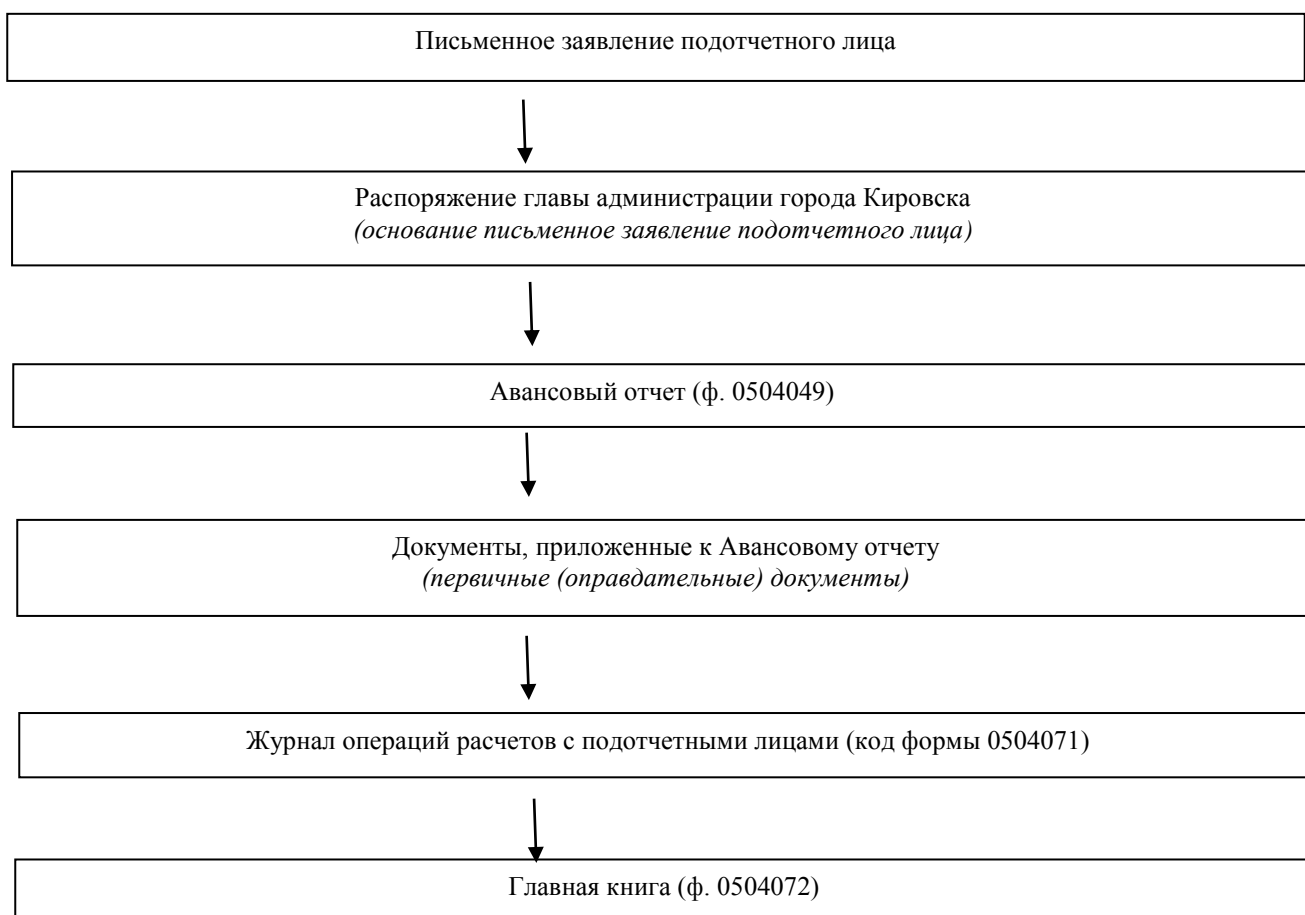 Письменное заявление подотчетного лица
Распоряжение главы администрации города Кировска
(основание письменное заявление подотчетного лица)
Авансовый отчет (ф. 0504049)
Документы, приложенные к Авансовому отчету
(первичные (оправдательные) документы)
Журнал операций расчетов с подотчетными лицами (код формы 0504071)
Главная книга (ф. 0504072)